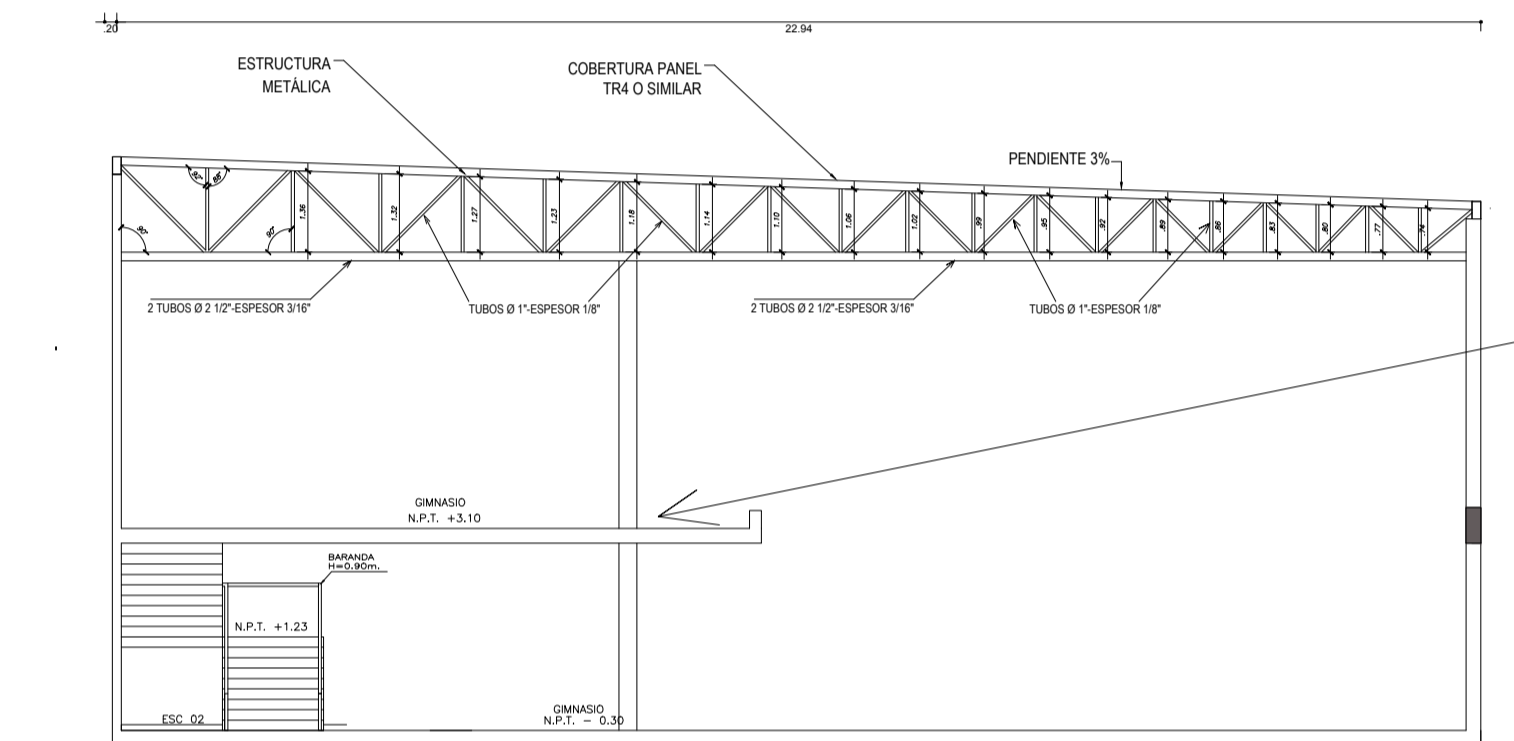 .20
22.94
ESTRUCTURA
METÁLICA
COBERTURA PANEL
TR4 O SIMILAR
PENDIENTE 3%
92°
88°
90°
90°
1.36
1.32
1.27
1.23
1.18
1.14
1.10
1.06
1.02
.99
.95
.92
.89
.86
.83
.80
.77
.74
2 TUBOS Ø 2 1/2"-ESPESOR 3/16"
TUBOS Ø 1"-ESPESOR 1/8"
2 TUBOS Ø 2 1/2"-ESPESOR 3/16"
TUBOS Ø 1"-ESPESOR 1/8"
GIMNASIO
N.P.T. +3.10
BARANDA
H=0.90m.
N.P.T. +1.23
ESC 02
GIMNASIO
N.P.T. - 0.30